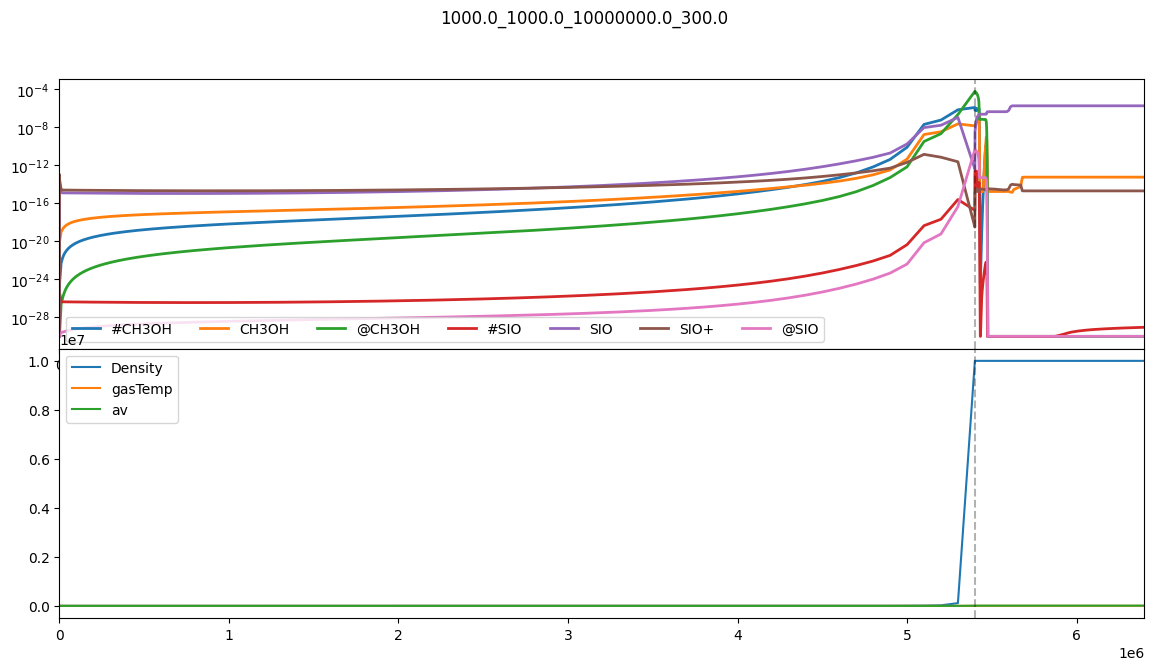 1000.0_1000.0_10000000.0_300.0
10⁻⁴
10⁻⁸
10⁻¹²
10⁻¹⁶
10⁻²⁰
10⁻²⁴
10⁻²⁸
#CH3OH CH3OH @CH3OH #SIO SIO SIO+ @SIO
1e7
1.0
0.8
0.6
0.4
0.2
0.0
Density
gasTemp
av
0 1 2 3 4 5 6
1e6